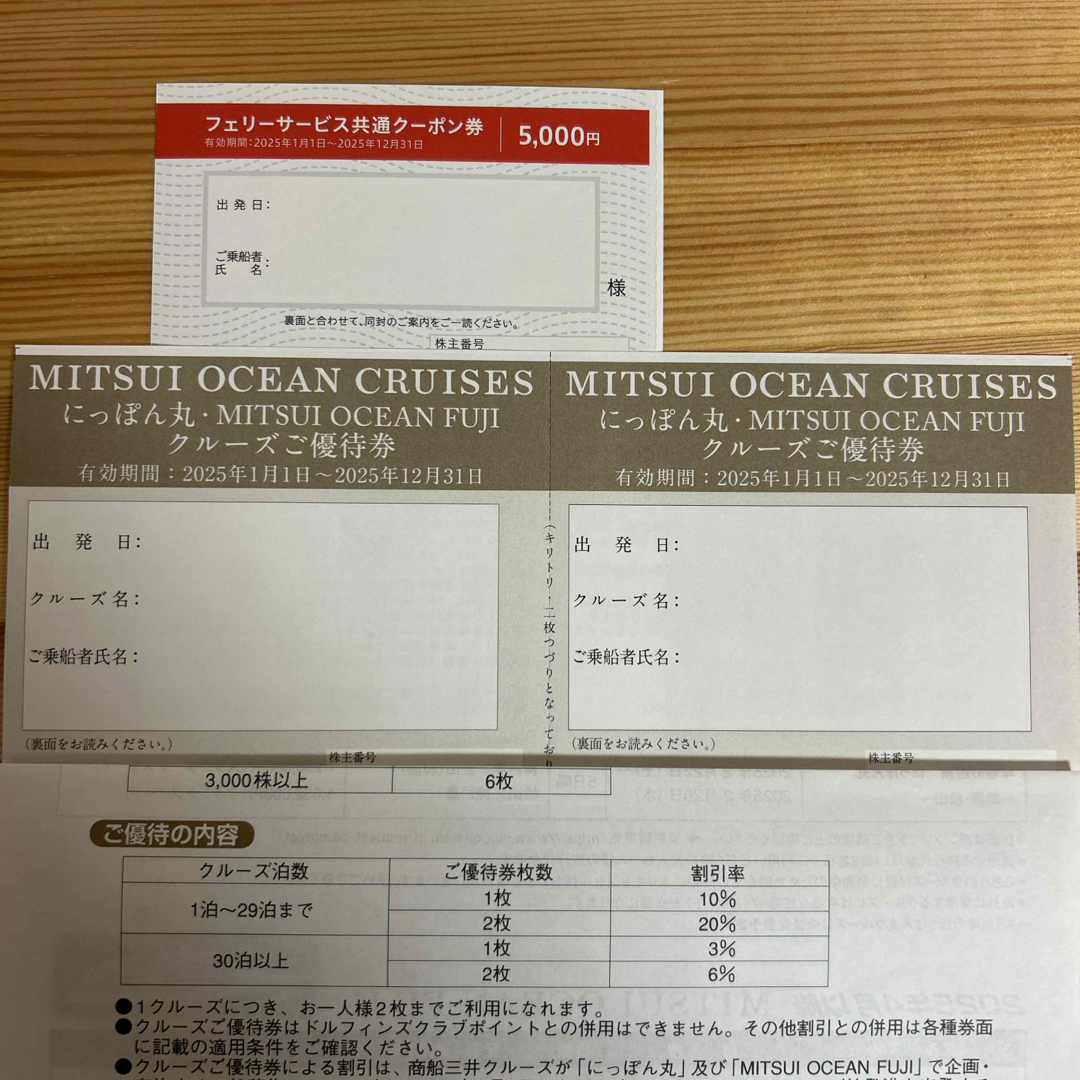 フェリーサービス共通クーポン券 5,000円
有効期間:2025年1月1日～2025年12月31日
出発日:
ご乗船者
氏名:
様
裏面と合わせて、同封のご案内をご一読ください。
株主番号
MITSUI OCEAN CRUISES
にっぽん丸・MITSUI OCEAN FUJI
クルーズご優待券
有効期間：2025年1月1日～2025年12月31日
出発日：
クルーズ名：
ご乗船者氏名：
(裏面をお読みください。)
株主番号
(キリトリ・二枚つづりとなっており
MITSUI OCEAN CRUISES
にっぽん丸・MITSUI OCEAN FUJI
クルーズご優待券
有効期間：2025年1月1日～2025年12月31日
出発日：
クルーズ名：
ご乗船者氏名：
(裏面をお読みください。)
株主番号
3,000株以上 6枚
ご優待の内容
クルーズ泊数 ご優待券枚数 割引率
1泊～29泊まで 1枚 10%
2枚 20%
30泊以上 1枚 3%
2枚 6%
●1クルーズにつき、お一人様2枚までご利用になれます。
●クルーズご優待券はドルフィンズクラブポイントとの併用はできません。その他割引との併用は各種券面
に記載の適用条件をご確認ください。
●クルーズご優待券による割引は、商船三井クルーズが「にっぽん丸」及び「MITSUI OCEAN FUJI」で企画・